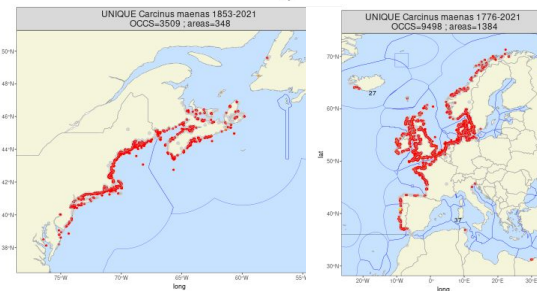 UNIQUE Carcinus maenas 1853-2021
OCCS=3509 ; areas=348
50°N
48°N
46°N
44°N
42°N
40°N
38°N
75°W
70°W
65°W
60°W
55°
long
UNIQUE Carcinus maenas 1776-2021
OCCS=9498 ; areas=1384
70°N
60°N
50°N
40°N
30°N
lat
27
37
20°W
10°W
0°
10°E
20°E
30°E
long